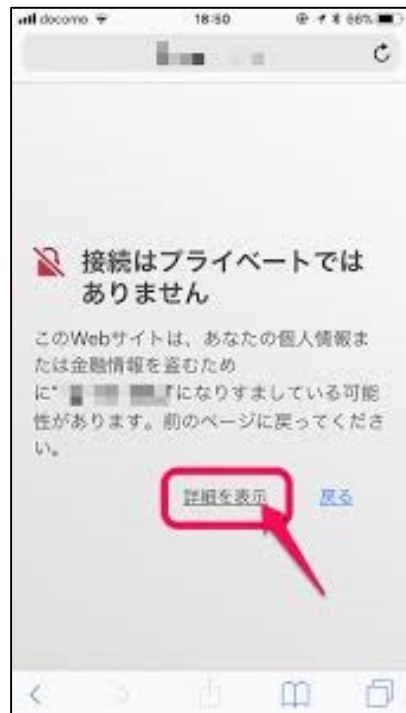 docomo 18:50 66%
接続はプライベートでは
ありません
このWebサイトは、あなたの個人情報ま
たは金融情報を盗むため
に"
"になりすましている可能
性があります。前のページに戻ってくださ
い。
詳細を表示 戻る